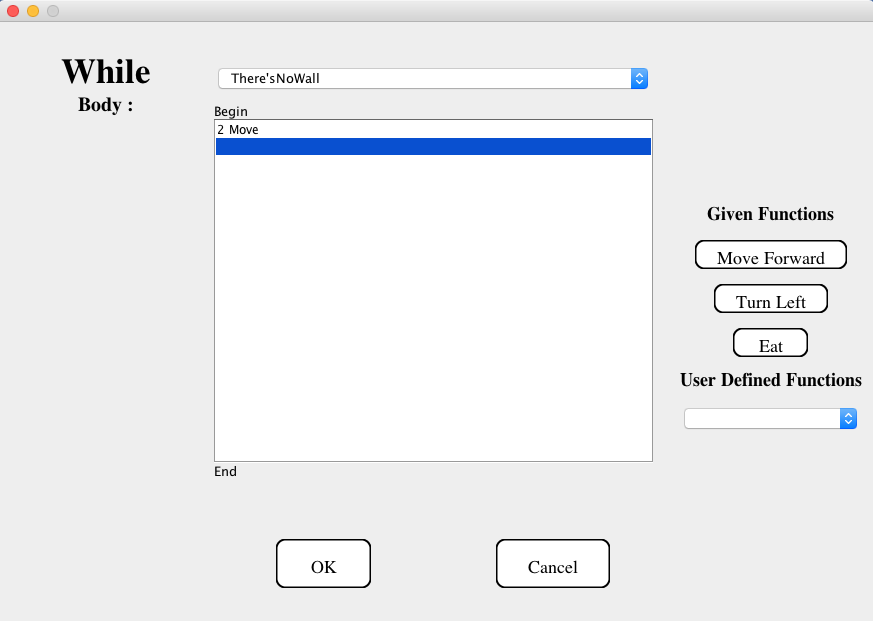 While
There'sNoWall
Body :
Begin
2 Move
Given Functions
Move Forward
Turn Left
Eat
User Defined Functions
End
OK
Cancel